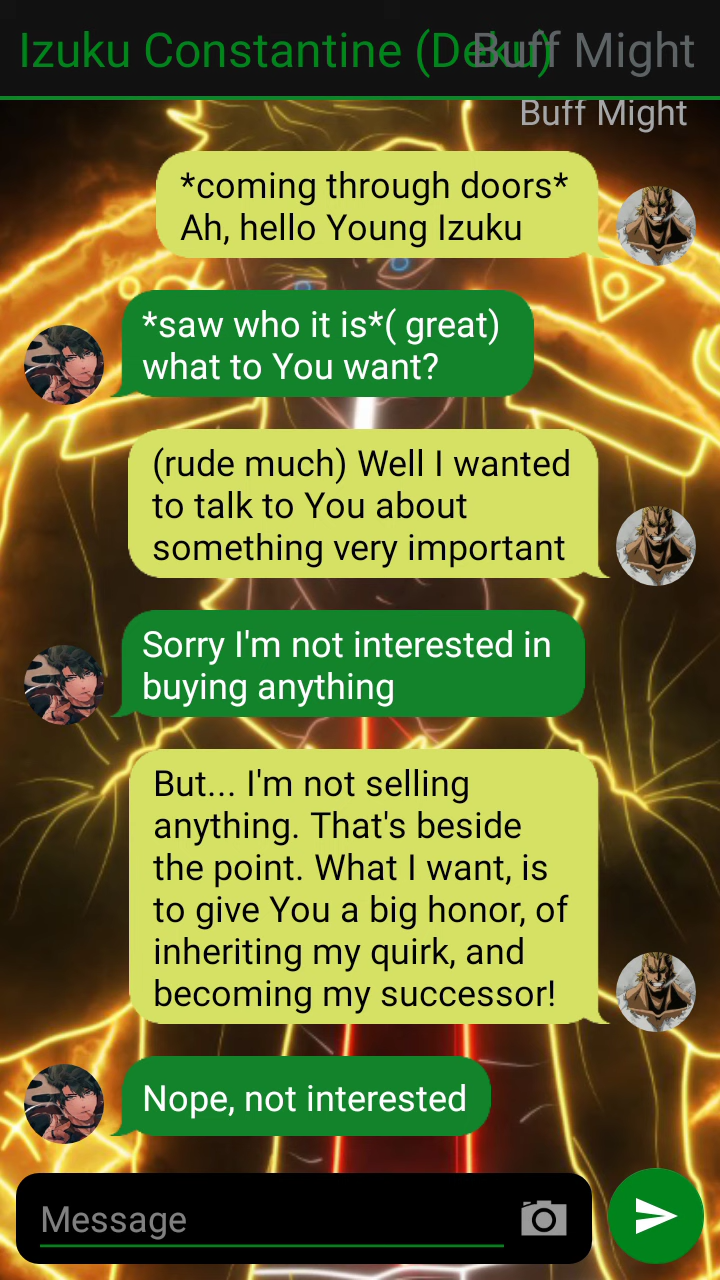 Izuku Constantine (Deku)
Buff Might
Buff Might
*coming through doors*
Ah, hello Young Izuku
*saw who it is*( great)
what to You want?
(rude much) Well I wanted
to talk to You about
something very important
Sorry I'm not interested in
buying anything
But... I'm not selling
anything. That's beside
the point. What I want, is
to give You a big honor, of
inheriting my quirk, and
becoming my successor!
Nope, not interested
Message